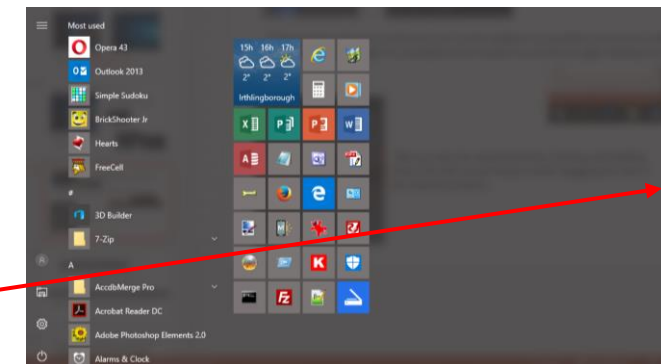 Most used
Opera 43
Outlook 2013
Simple Sudoku
BrickShooter Jr
Hearts
FreeCell
#
3D Builder
7-Zip
A
AccdbMerge Pro
Acrobat Reader DC
Adobe Photoshop Elements 2.0
Alarms & Clock
15h 16h 17h
2° 2° 2°
Irthlingborough